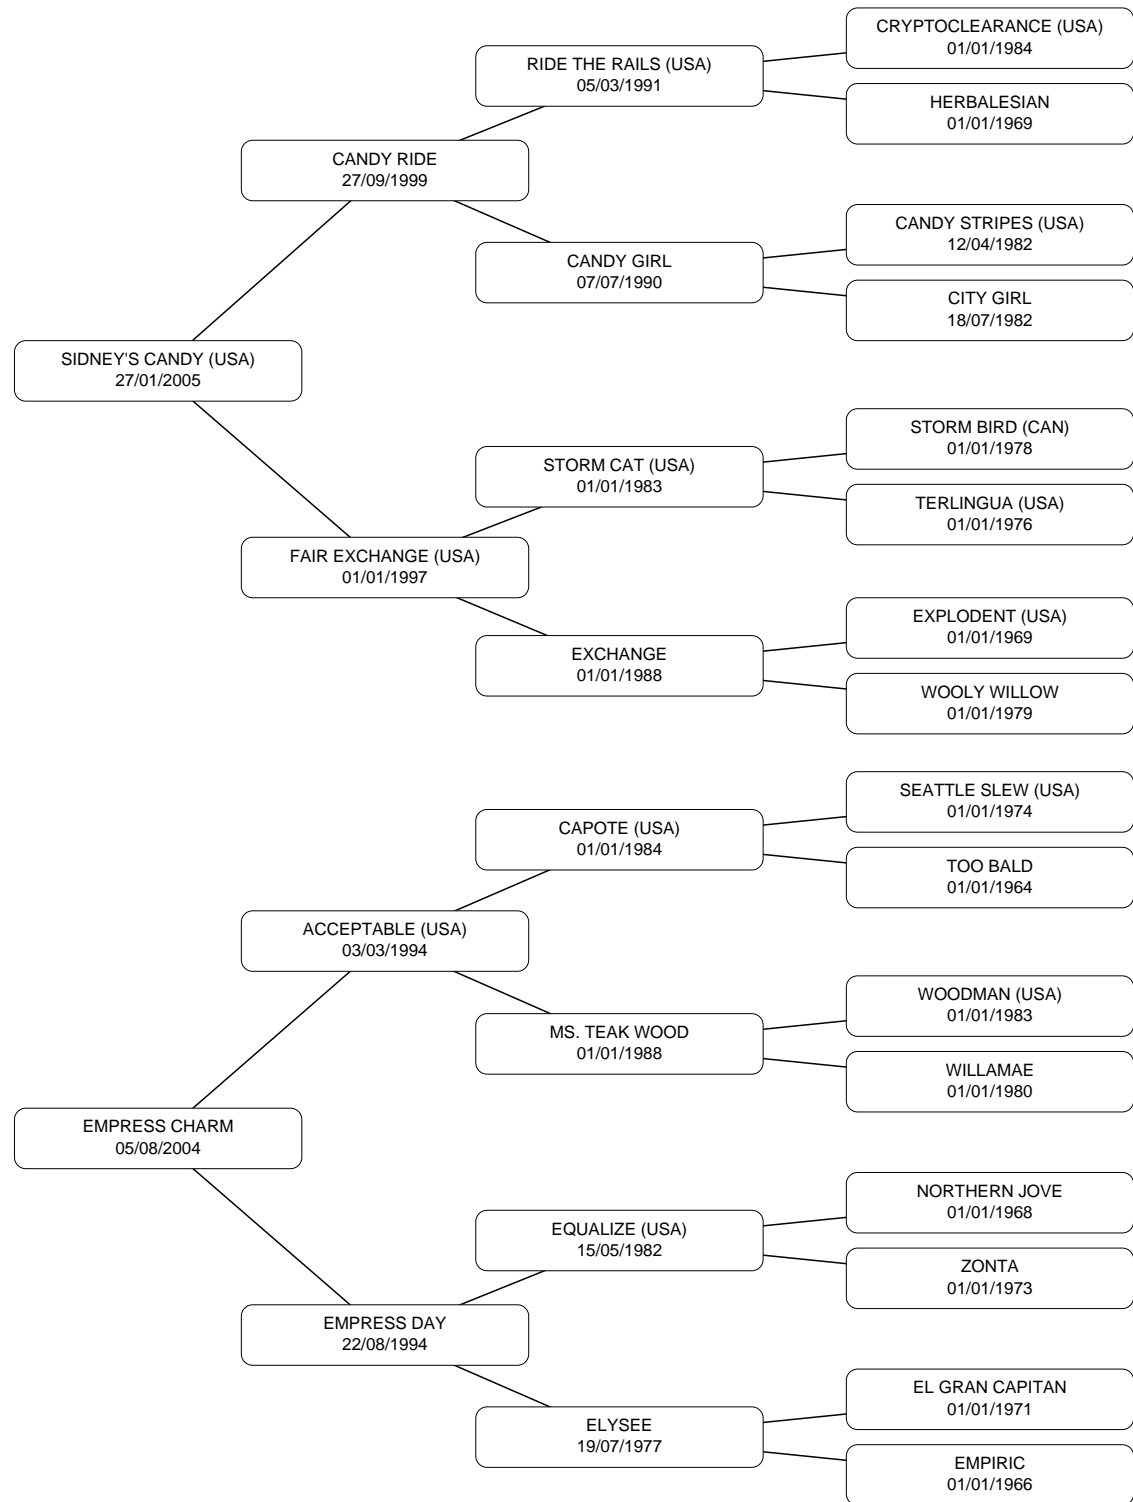 CRYPTOCLEARANCE (USA)
01/01/1984
RIDE THE RAILS (USA)
05/03/1991
HERBALESIAN
01/01/1969
CANDY RIDE
27/09/1999
CANDY STRIPES (USA)
12/04/1982
CANDY GIRL
07/07/1990
CITY GIRL
18/07/1982
SIDNEY'S CANDY (USA)
27/01/2005
STORM BIRD (CAN)
01/01/1978
STORM CAT (USA)
01/01/1983
TERLINGUA (USA)
01/01/1976
FAIR EXCHANGE (USA)
01/01/1997
EXPLODENT (USA)
01/01/1969
EXCHANGE
01/01/1988
WOOLY WILLOW
01/01/1979
SEATTLE SLEW (USA)
01/01/1974
CAPOTE (USA)
01/01/1984
TOO BALD
01/01/1964
ACCEPTABLE (USA)
03/03/1994
WOODMAN (USA)
01/01/1983
MS. TEAK WOOD
01/01/1988
WILLAMAE
01/01/1980
EMPRESS CHARM
05/08/2004
NORTHERN JOVE
01/01/1968
EQUALIZE (USA)
15/05/1982
ZONTA
01/01/1973
EMPRESS DAY
22/08/1994
EL GRAN CAPITAN
01/01/1971
ELYSEE
19/07/1977
EMPIRIC
01/01/1966